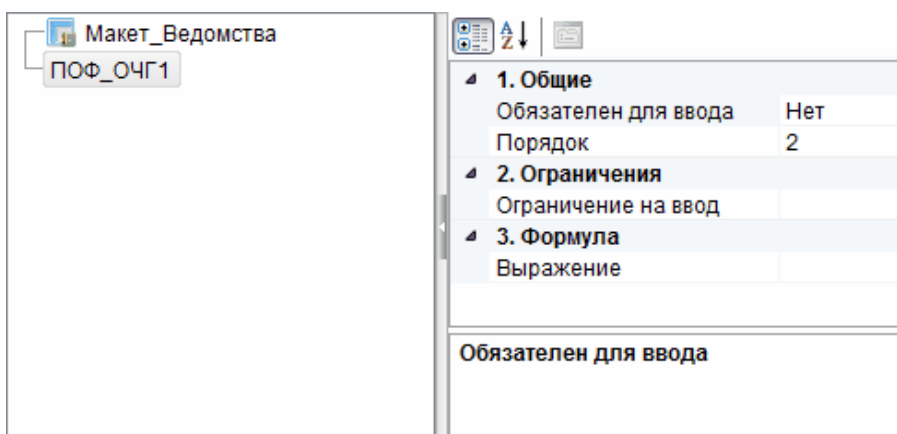 Макет_Ведомства
ПОФ_ОЧГ1
1. Общие
Обязателен для ввода Нет
Порядок 2
2. Ограничения
Ограничение на ввод
3. Формула
Выражение
Обязателен для ввода